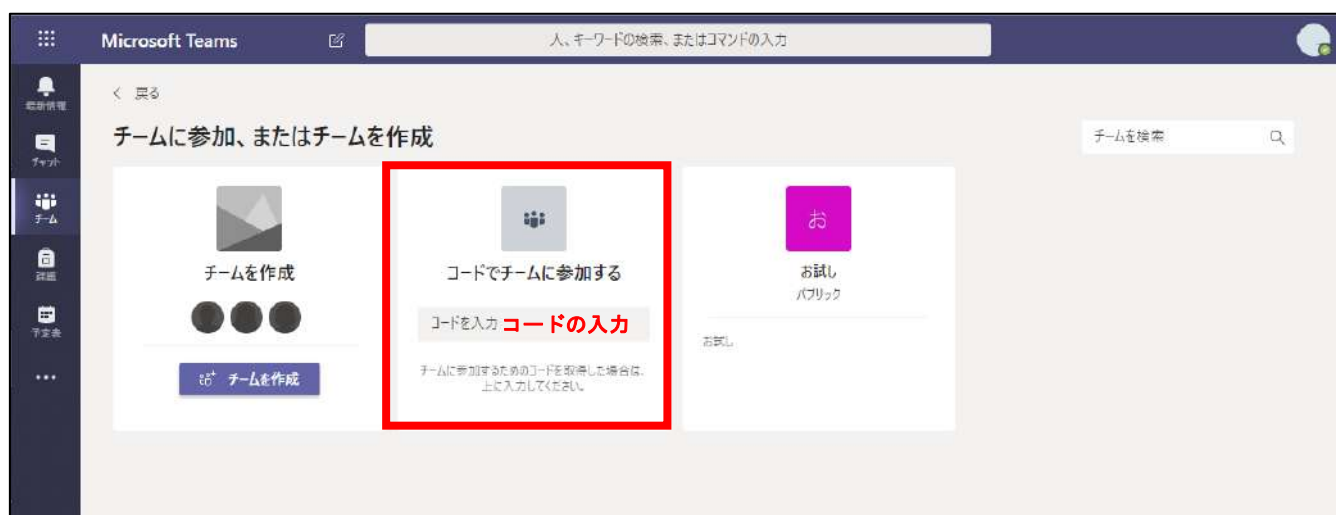 Microsoft Teams
人、キーワードの検索、またはコマンドの入力
最新情報
チャット
チーム
課題
予定表
< 戻る
チームに参加、またはチームを作成
チームを検索
チームを作成
チームを作成
コードでチームに参加する
コードを入力 コードの入力
チームに参加するためのコードを取得した場合は、
上に入力してください。
お
お試し
パブリック
お試し